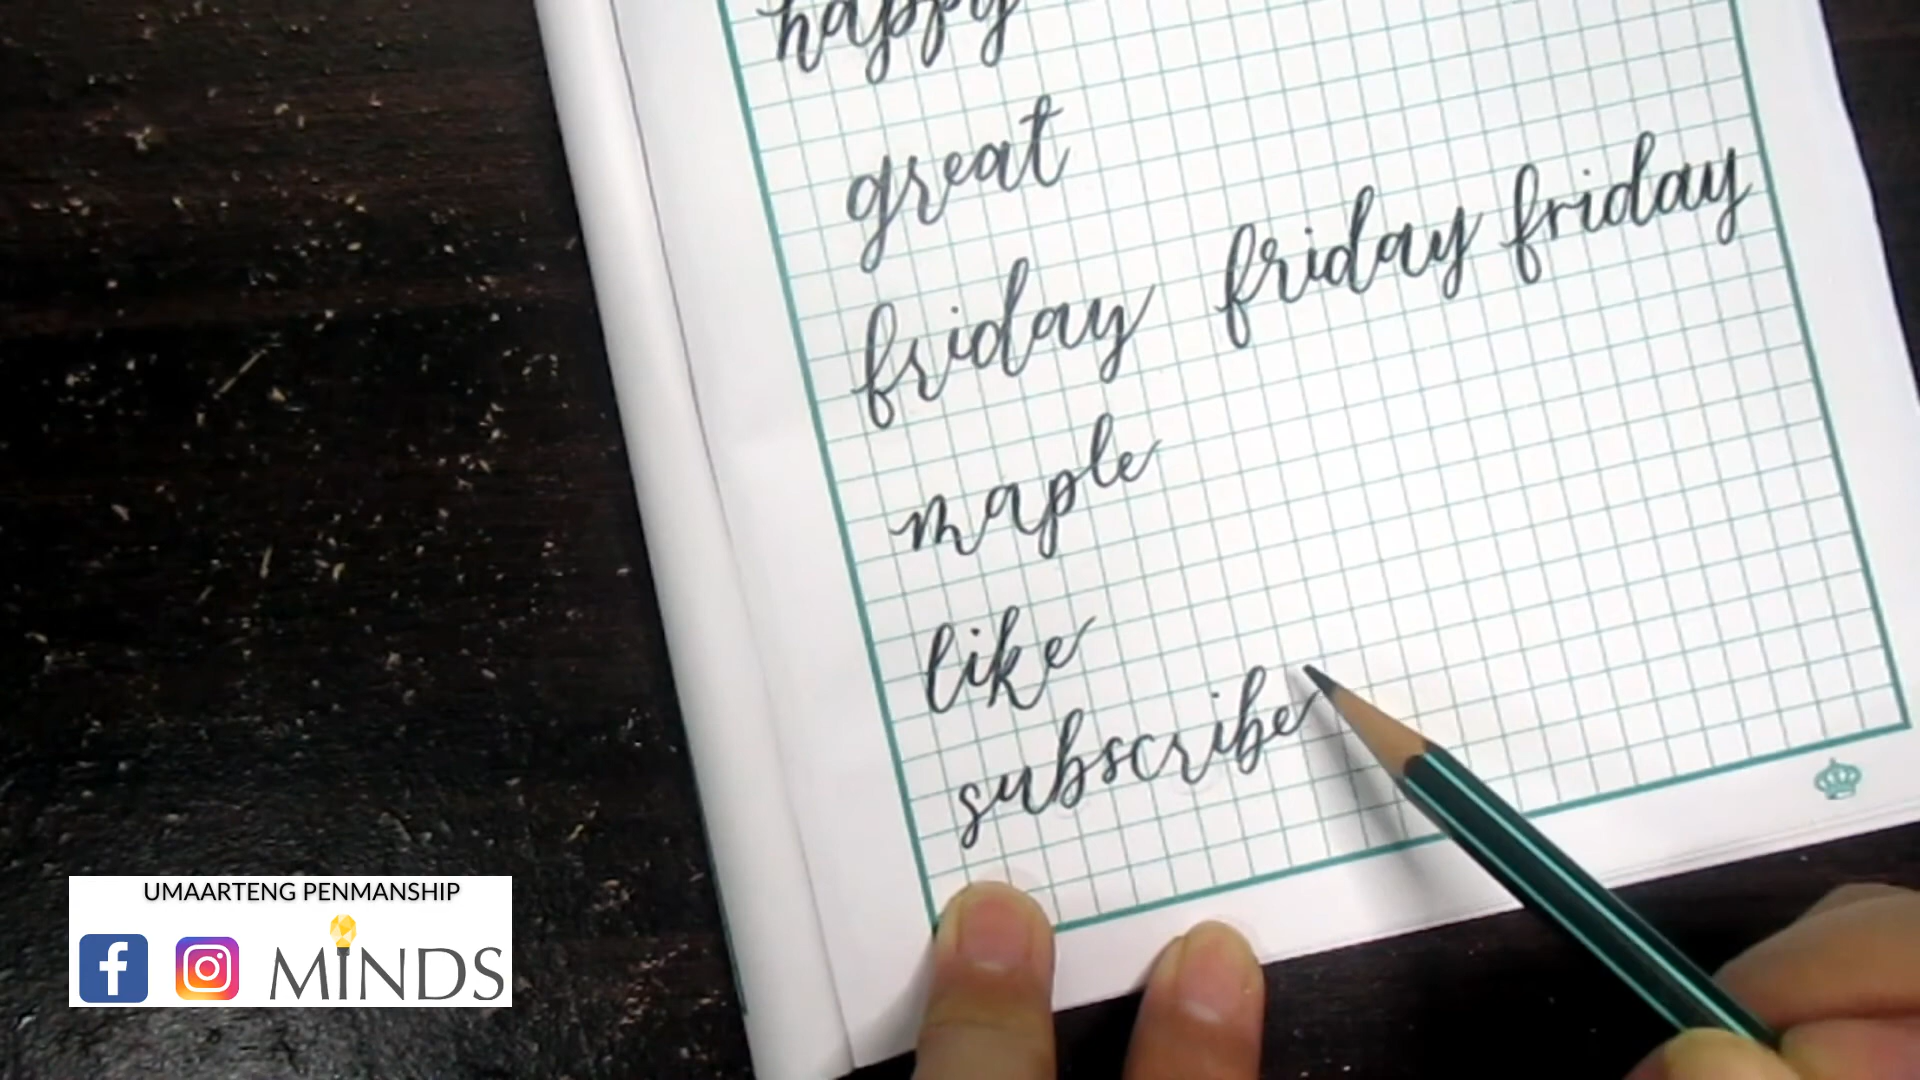 happy
great
friday friday friday
maple
like
subscribe
UMAARTENG PENMANSHIP
MINDS